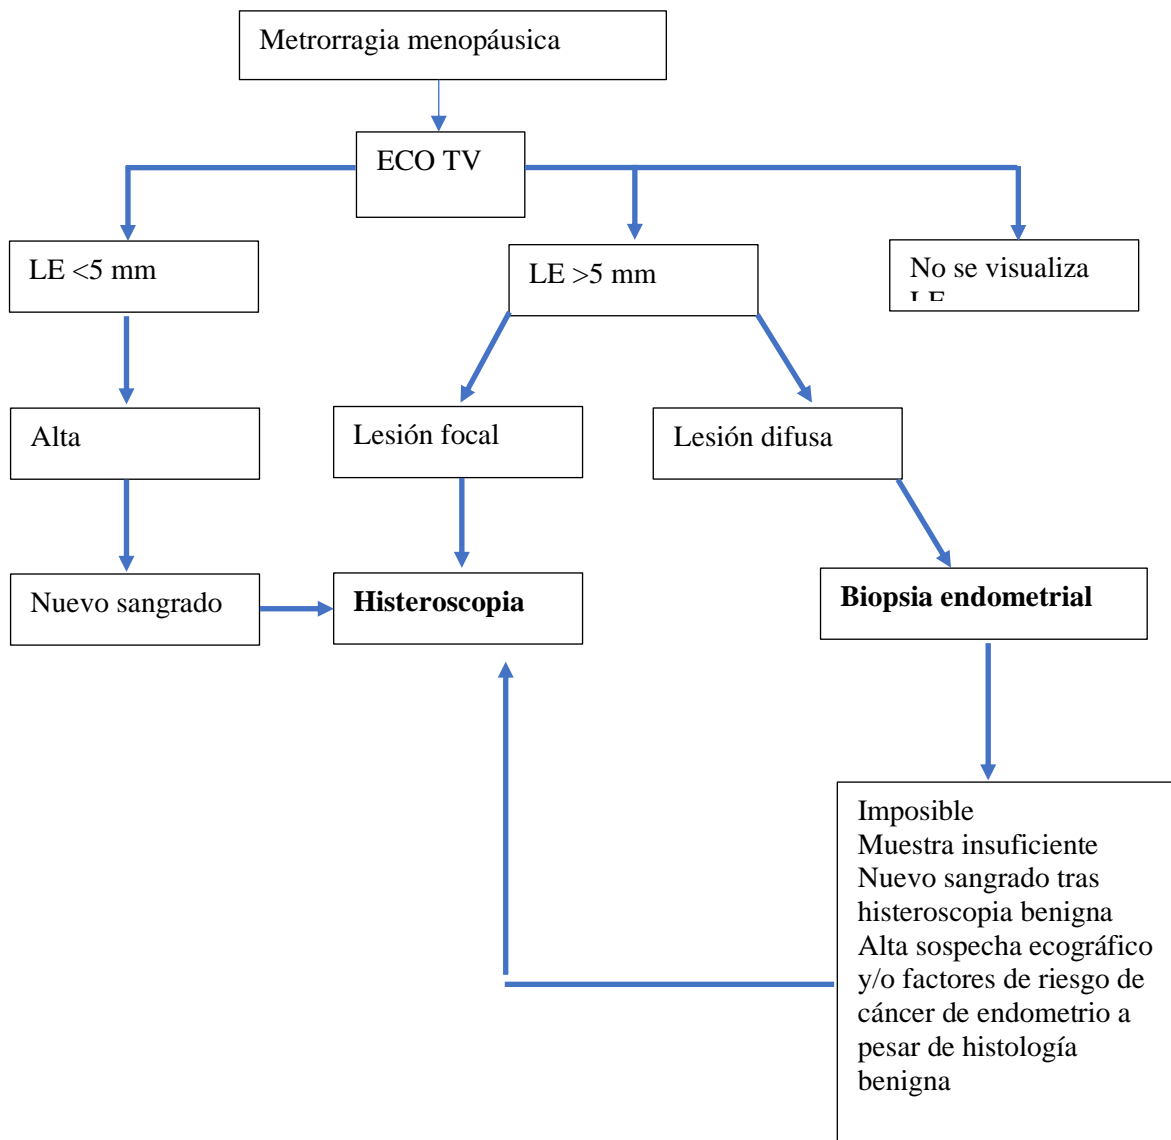 Metrorragia menopáusica
ECO TV
LE <5 mm
LE >5 mm
No se visualiza
LE
Alta
Lesión focal
Lesión difusa
Nuevo sangrado
Histeroscopia
Biopsia endometrial
Imposible
Muestra insuficiente
Nuevo sangrado tras
histeroscopia benigna
Alta sospecha ecográfico
y/o factores de riesgo de
cáncer de endometrio a
pesar de histología
benigna